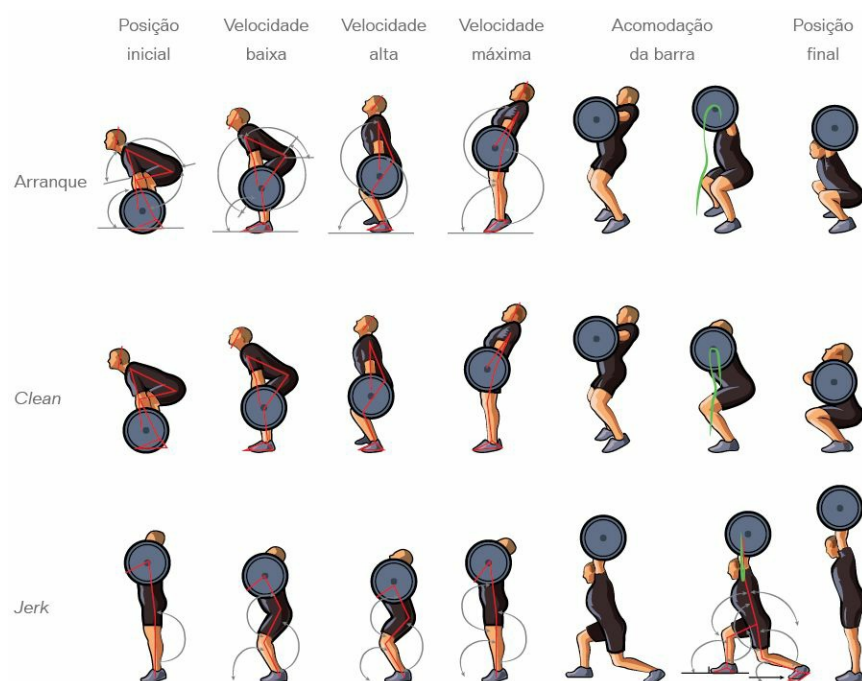 Posição Velocidade Velocidade Velocidade Acomodação Posição
inicial baixa alta máxima da barra final
Arranque
Clean
Jerk